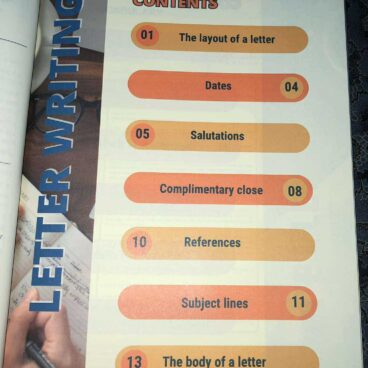 CONTENTS
LETTER WRITING
01 The layout of a letter
Dates 04
05 Salutations
Complimentary close 08
10 References
Subject lines 11
13 The body of a letter